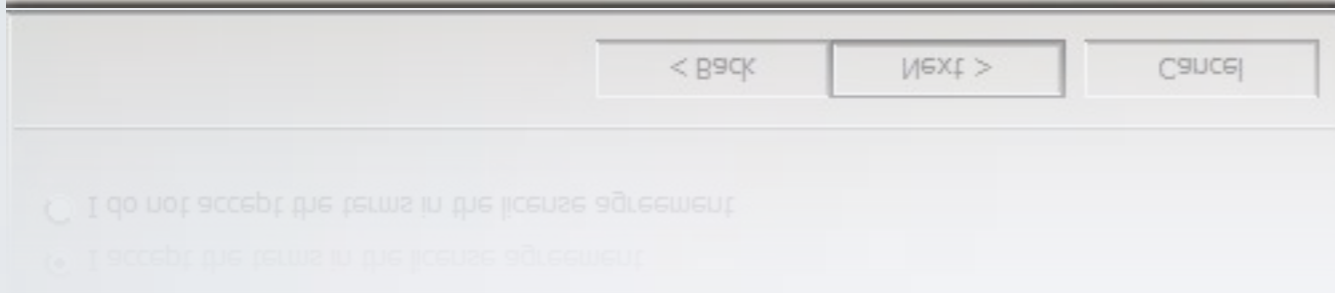 < Back Next > Cancel
I do not accept the terms in the license agreement
I accept the terms in the license agreement